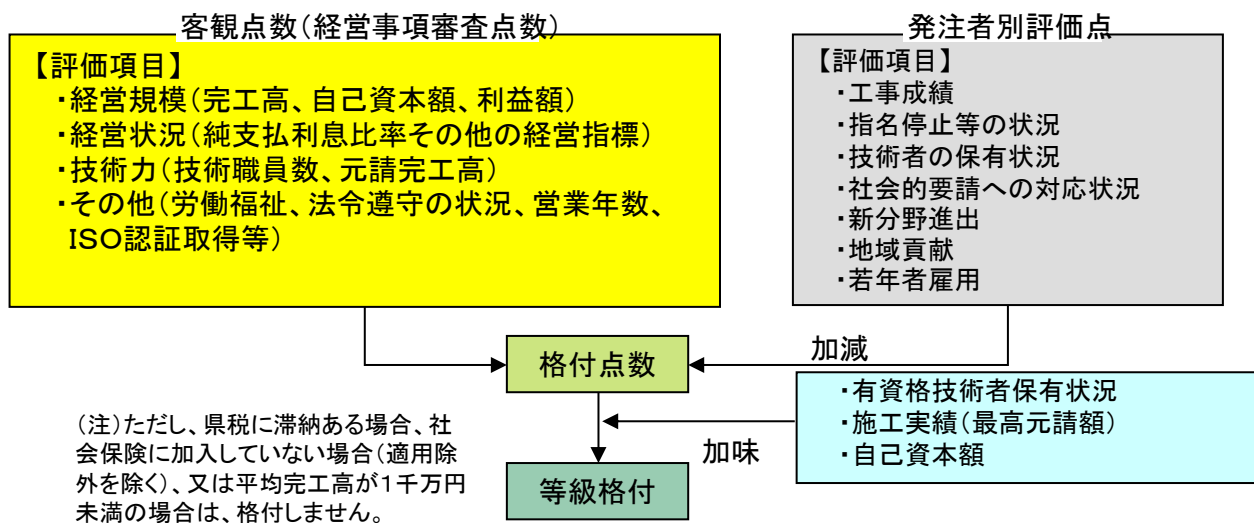 客観点数(経営事項審査点数)
【評価項目】
・経営規模(完工高、自己資本額、利益額)
・経営状況(純支払利息比率その他の経営指標)
・技術力(技術職員数、元請完工高)
・その他(労働福祉、法令遵守の状況、営業年数、
ISO認証取得等)
発注者別評価点
【評価項目】
・工事成績
・指名停止等の状況
・技術者の保有状況
・社会的要請への対応状況
・新分野進出
・地域貢献
・若年者雇用
格付点数
加減
・有資格技術者保有状況
・施工実績(最高元請額)
・自己資本額
加味
等級格付
(注)ただし、県税に滞納ある場合、社
会保険に加入していない場合(適用除
外を除く)、又は平均完工高が1千万円
未満の場合は、格付しません。